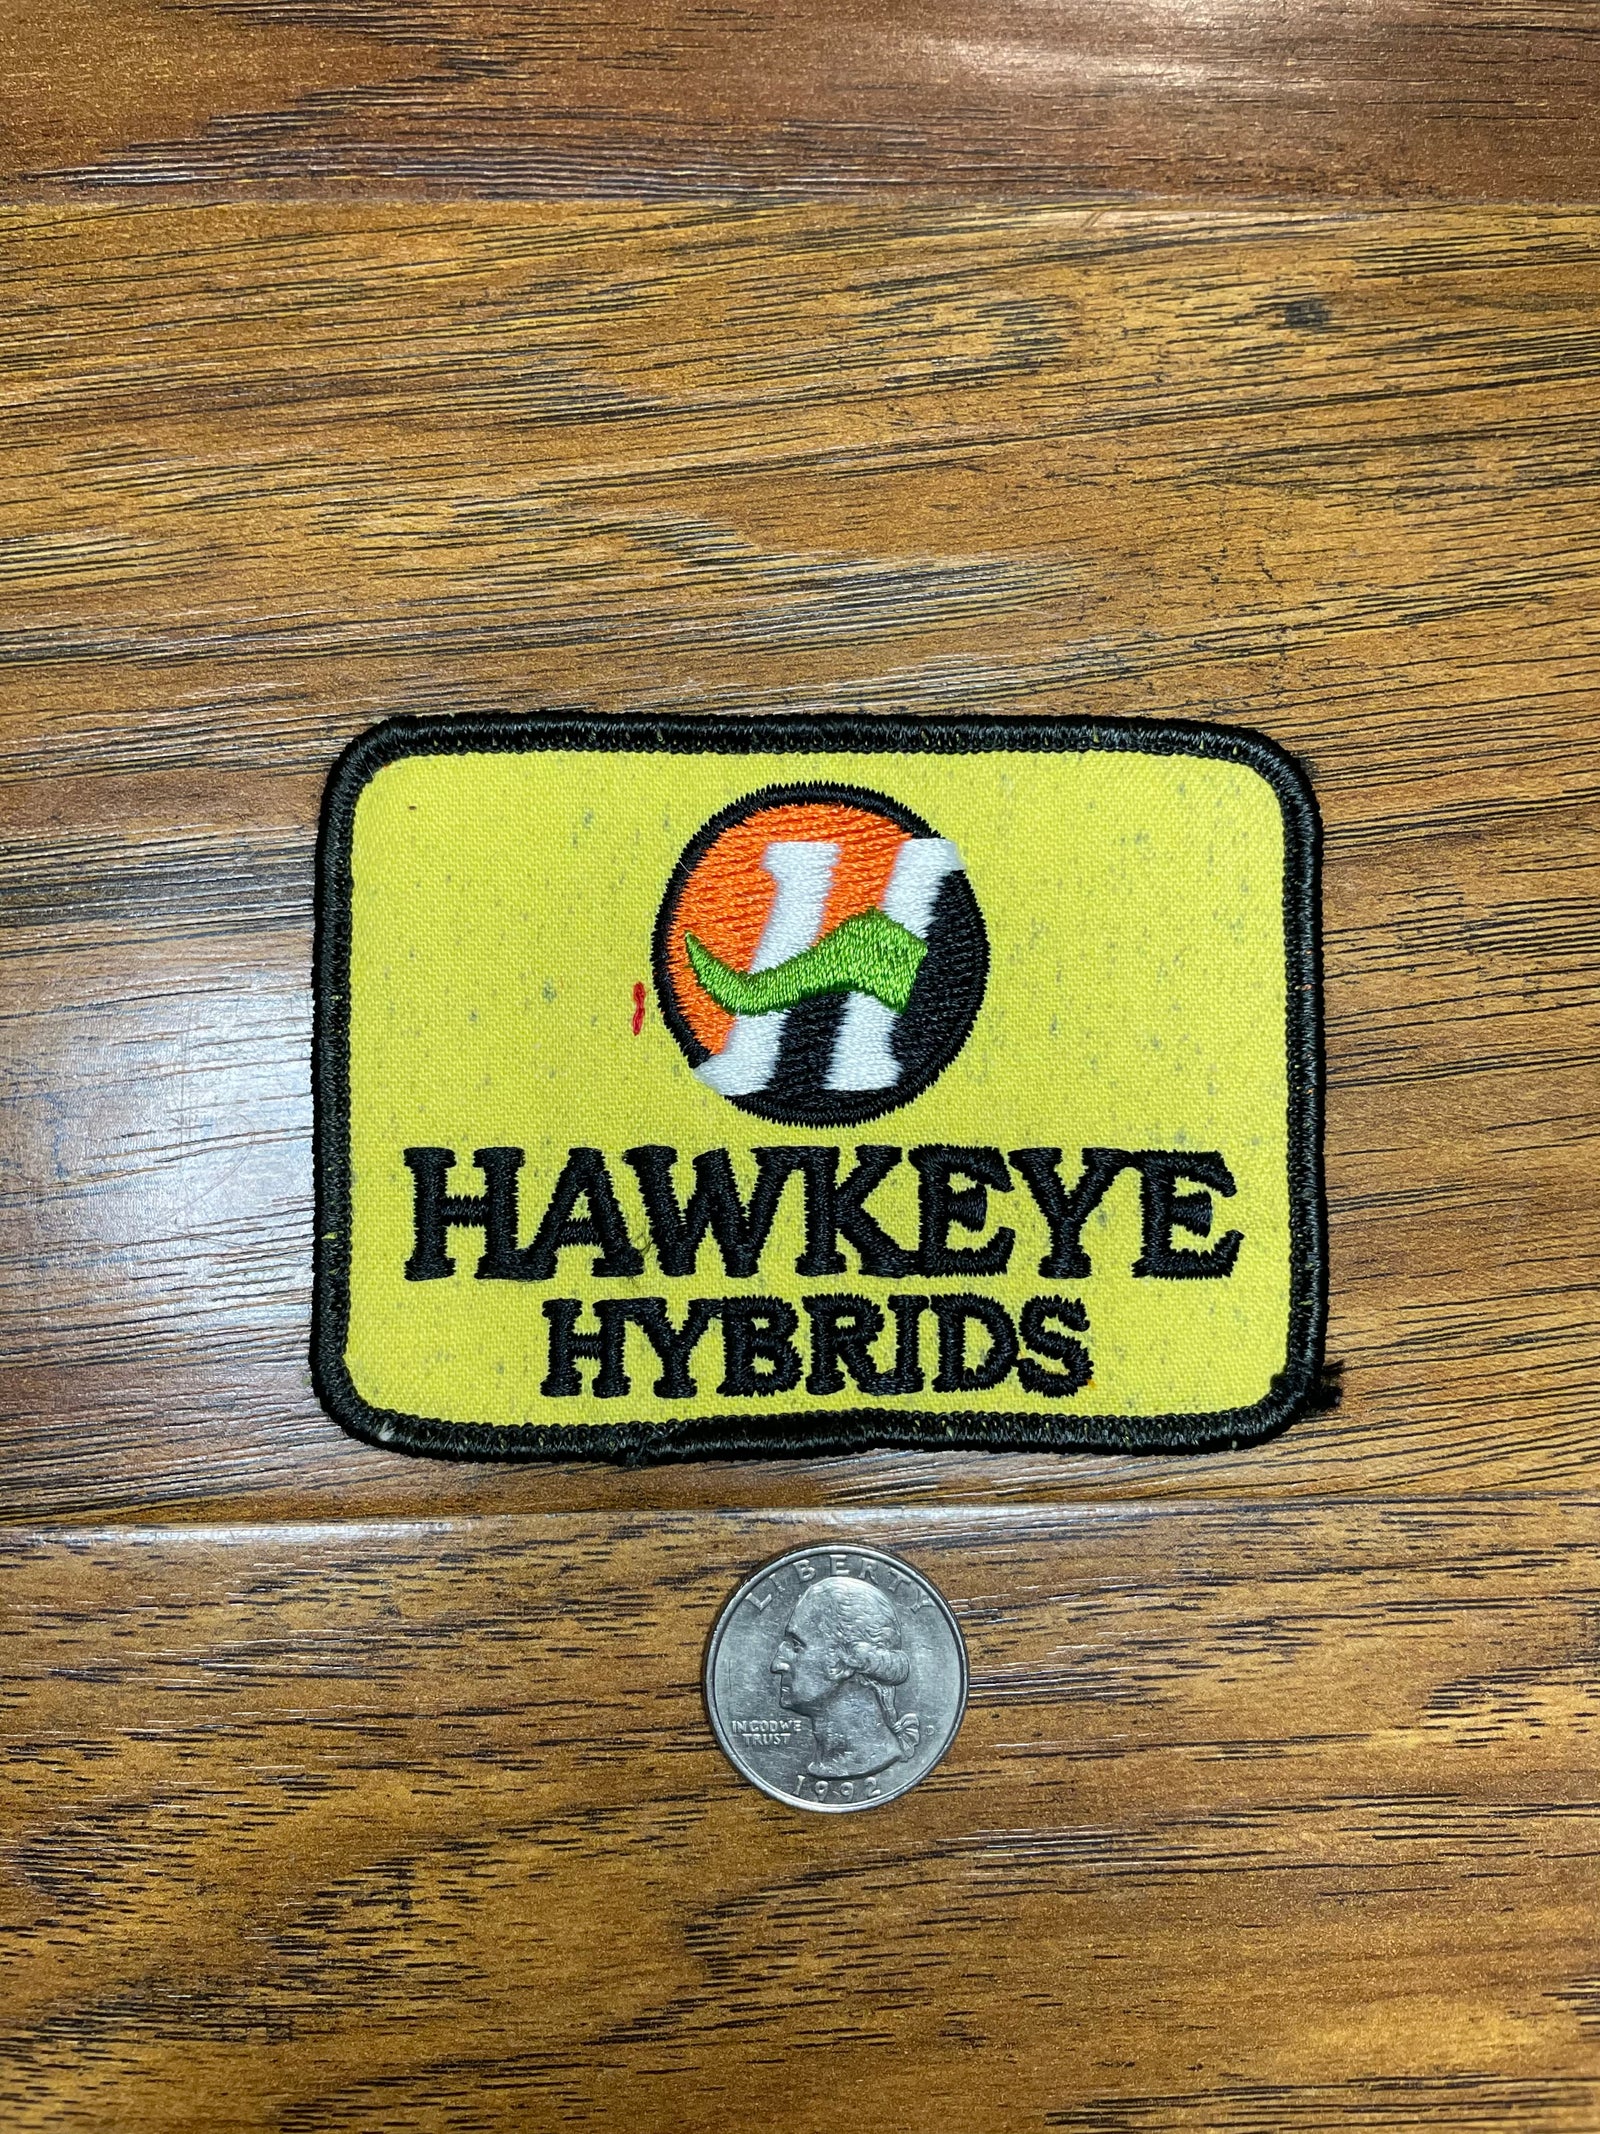 H
HAWKEYE
HYBRIDS
LIBERTY
IN GOD WE
TRUST
D
1992